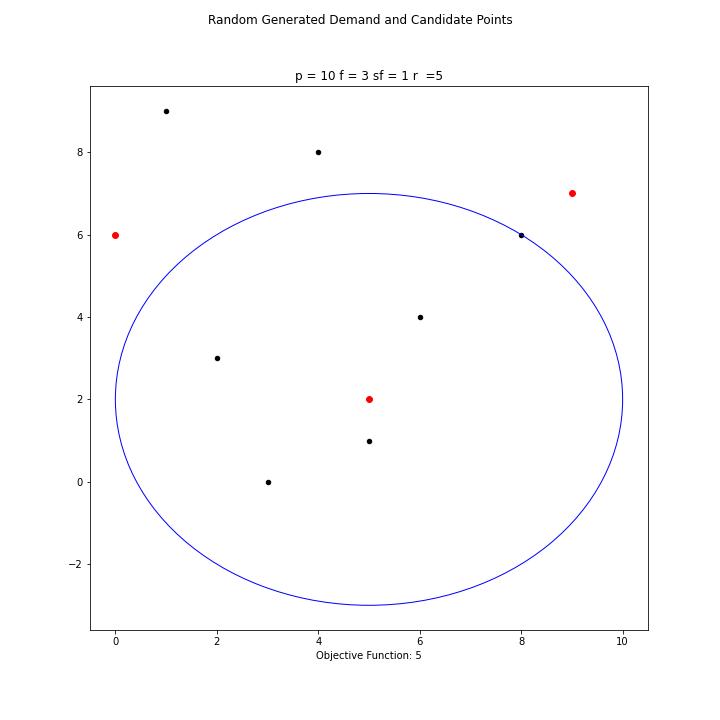 Random Generated Demand and Candidate Points
p = 10 f = 3 sf = 1 r  =5
8
6
4
2
0
−2
0 2 4 6 8 10
Objective Function: 5